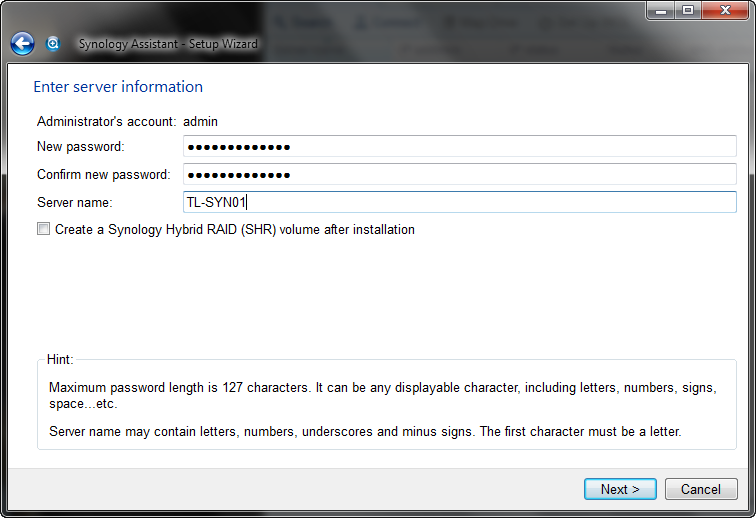 Synology Assistant - Setup Wizard
Enter server information
Administrator's account: admin
New password: •••••••••••••
Confirm new password: •••••••••••••
Server name: TL-SYN01
Create a Synology Hybrid RAID (SHR) volume after installation
Hint:
Maximum password length is 127 characters. It can be any displayable character, including letters, numbers, signs,
space...etc.
Server name may contain letters, numbers, underscores and minus signs. The first character must be a letter.
Next > Cancel